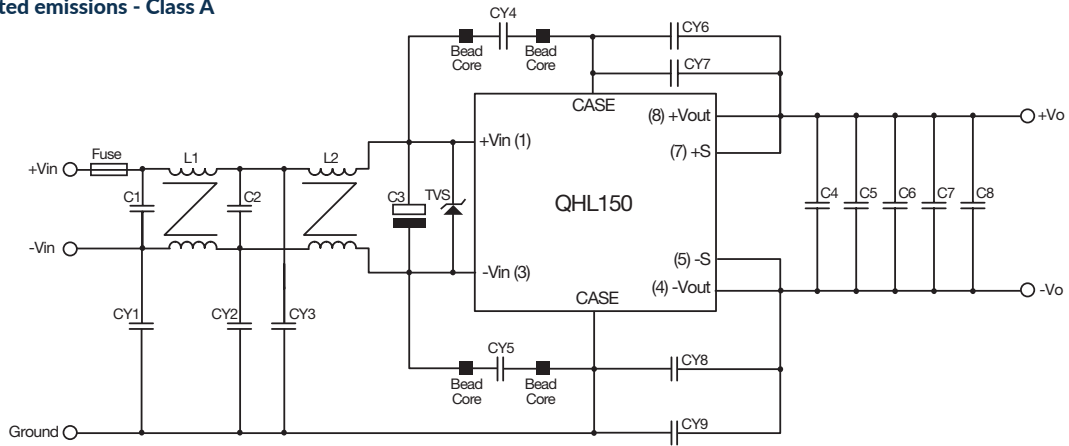 ted emissions - Class A
CY4
CY6
Bead
Core
Bead
Core
CY7
CASE
(8) +Vout
+Vo
+Vin (1)
(7) +S
Fuse
L1
L2
+Vin
C1
C2
C3
TVS
QHL150
C4
C5
C6
C7
C8
-Vin
(5) -S
-Vin (3)
(4) -Vout
-Vo
CASE
CY1
CY2
CY3
CY5
CY8
Bead
Core
Bead
Core
Ground
CY9